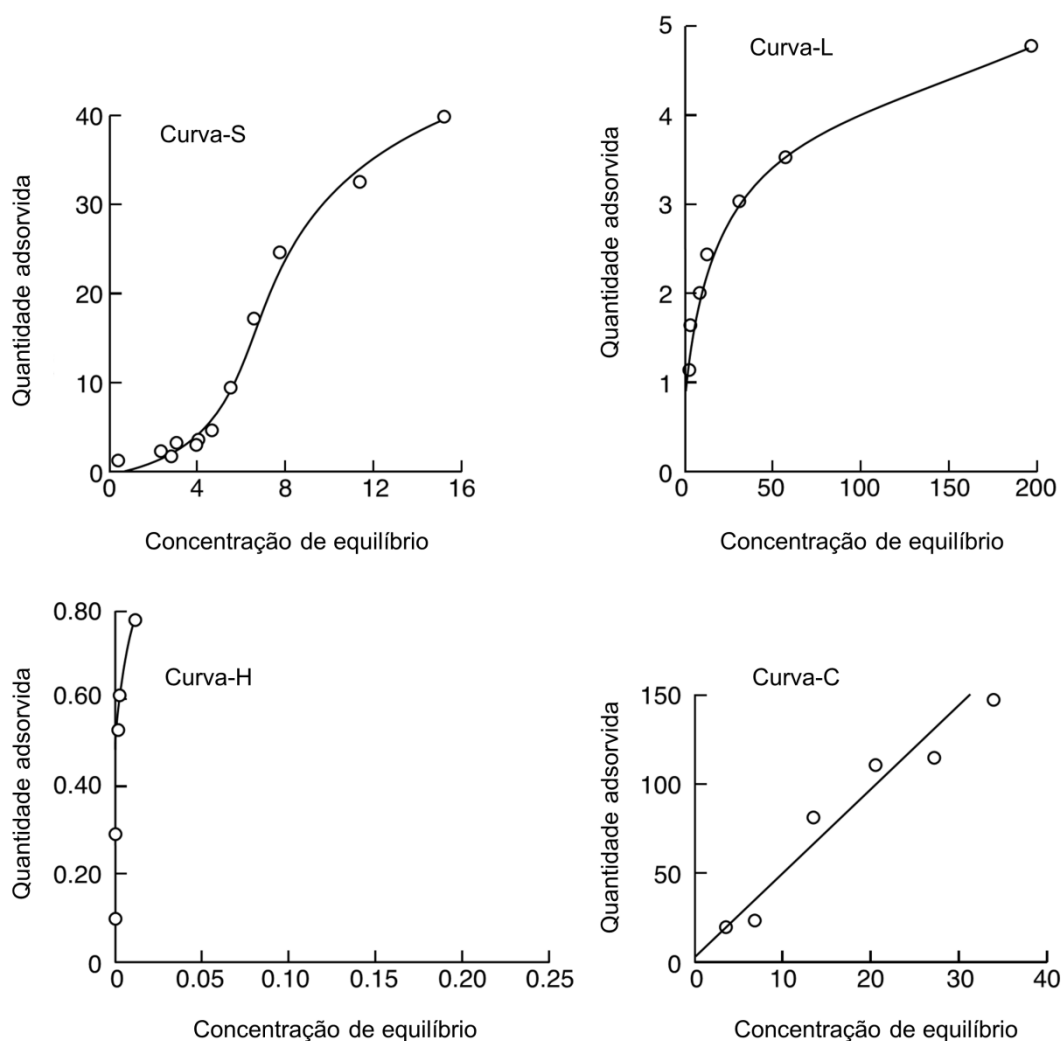 Curva-S
Quantidade adsorvida
40
30
20
10
0
0 4 8 12 16
Concentração de equilíbrio
Curva-L
Quantidade adsorvida
5
4
3
2
1
0
0 50 100 150 200
Concentração de equilíbrio
Curva-H
Quantidade adsorvida
0.80
0.60
0.40
0.20
0
0 0.05 0.10 0.15 0.20 0.25
Concentração de equilíbrio
Curva-C
Quantidade adsorvida
150
100
50
0
0 10 20 30 40
Concentração de equilíbrio